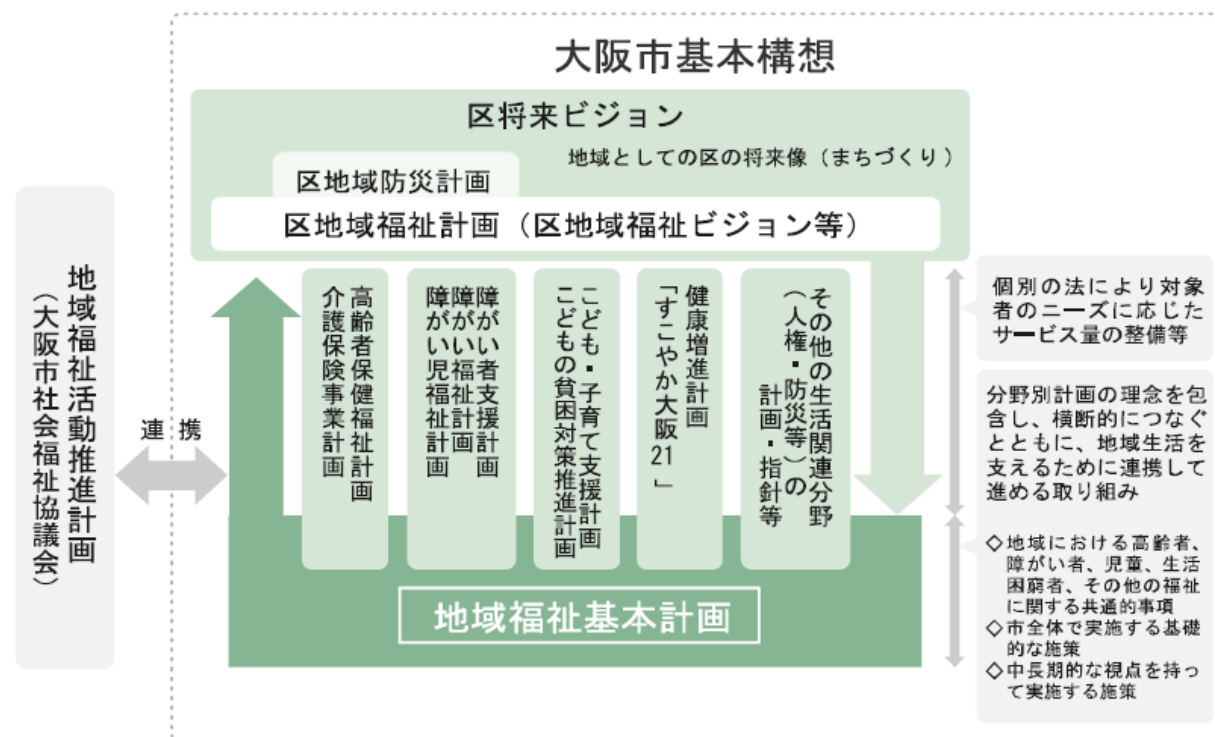 大阪市基本構想
区将来ビジョン
地域としての区の将来像（まちづくり）
区地域防災計画
区地域福祉計画（区地域福祉ビジョン等）
地域福祉活動推進計画
（大阪市社会福祉協議会）
連携
高齢者保健福祉計画
介護保険事業計画
障がい者支援計画
障がい福祉計画
障がい児福祉計画
こども・子育て支援計画
こどもの貧困対策推進計画
健康増進計画
「すこやか大阪21」
その他の生活関連分野
（人権・防災等）の
計画・指針等
地域福祉基本計画
個別の法により対象
者のニーズに応じた
サービス量の整備等
分野別計画の理念を包
含し、横断的につなぐ
とともに、地域生活を
支えるために連携して
進める取り組み
◇地域における高齢者、
障がい者、児童、生活
困窮者、その他の福祉
に関する共通的事項
◇市全体で実施する基礎
的な施策
◇中長期的な視点を持っ
て実施する施策